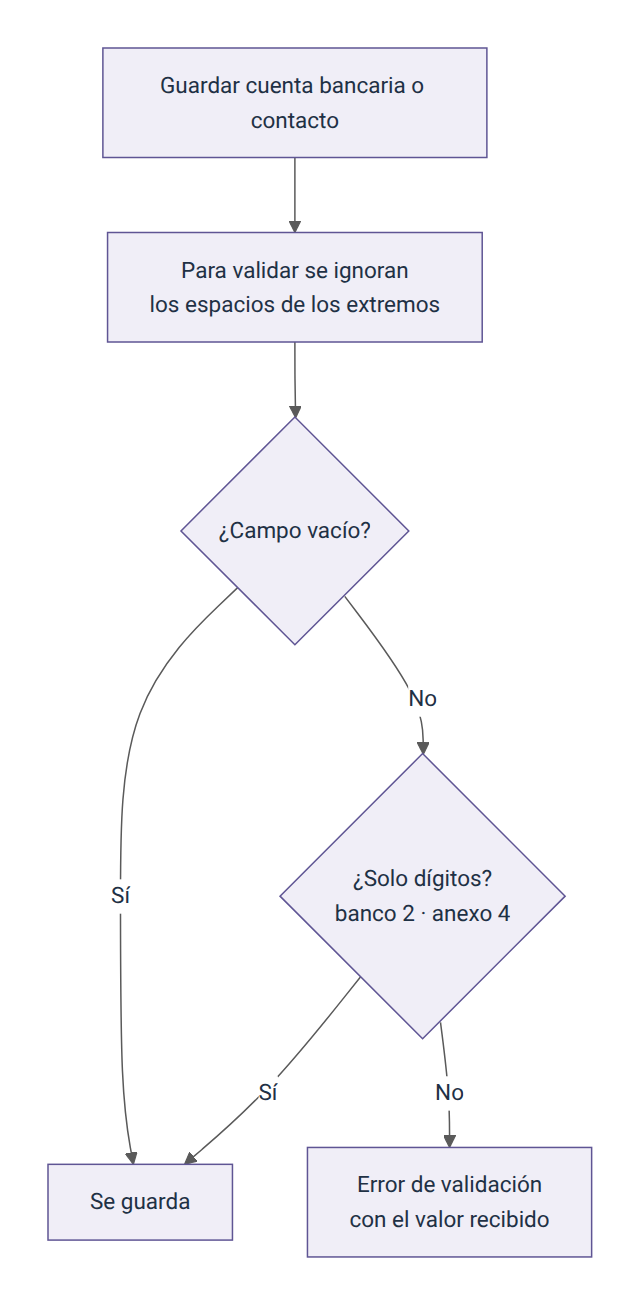 Guardar cuenta bancaria o
contacto
Para validar se ignoran
los espacios de los extremos
¿Campo vacío?
No
¿Solo dígitos?
banco 2 · anexo 4
Sí
Sí
No
Se guarda
Error de validación
con el valor recibido